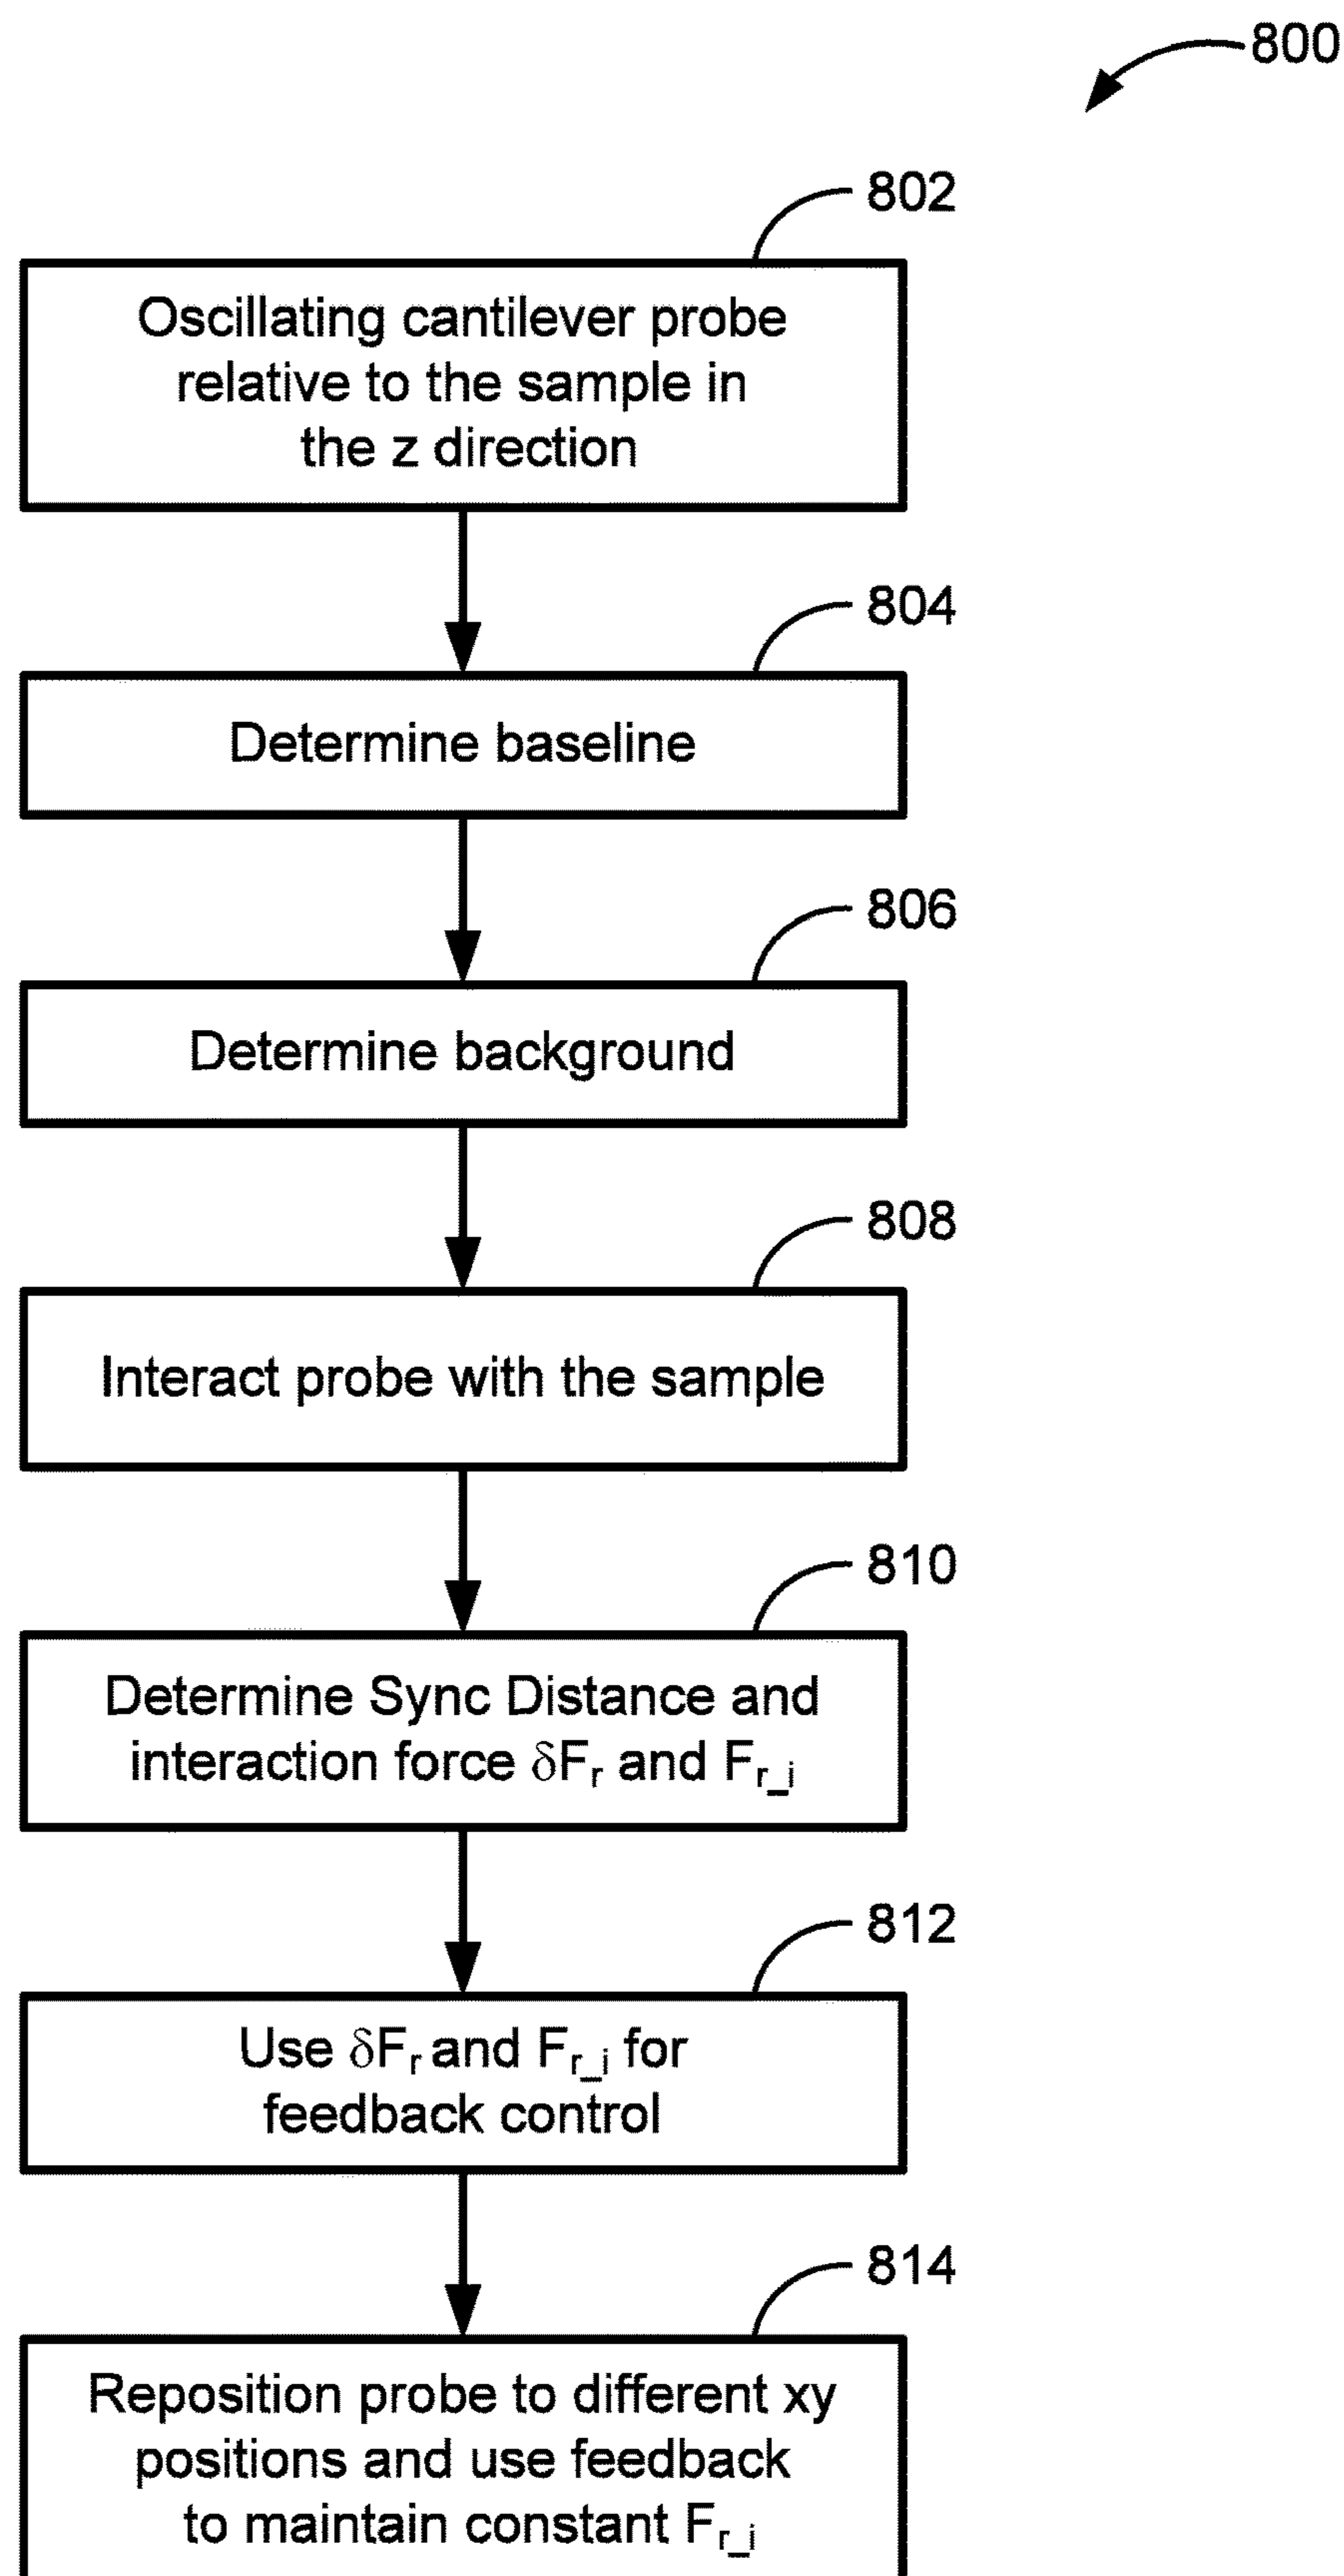 800
802
Oscillating cantilever probe
relative to the sample in
the z direction
804
Determine baseline
806
Determine background
808
Interact probe with the sample
810
Determine Sync Distance and
interaction force δFr and Fr_i
812
Use δFr and Fr_i for
feedback control
814
Reposition probe to different xy
positions and use feedback
to maintain constant Fr_i